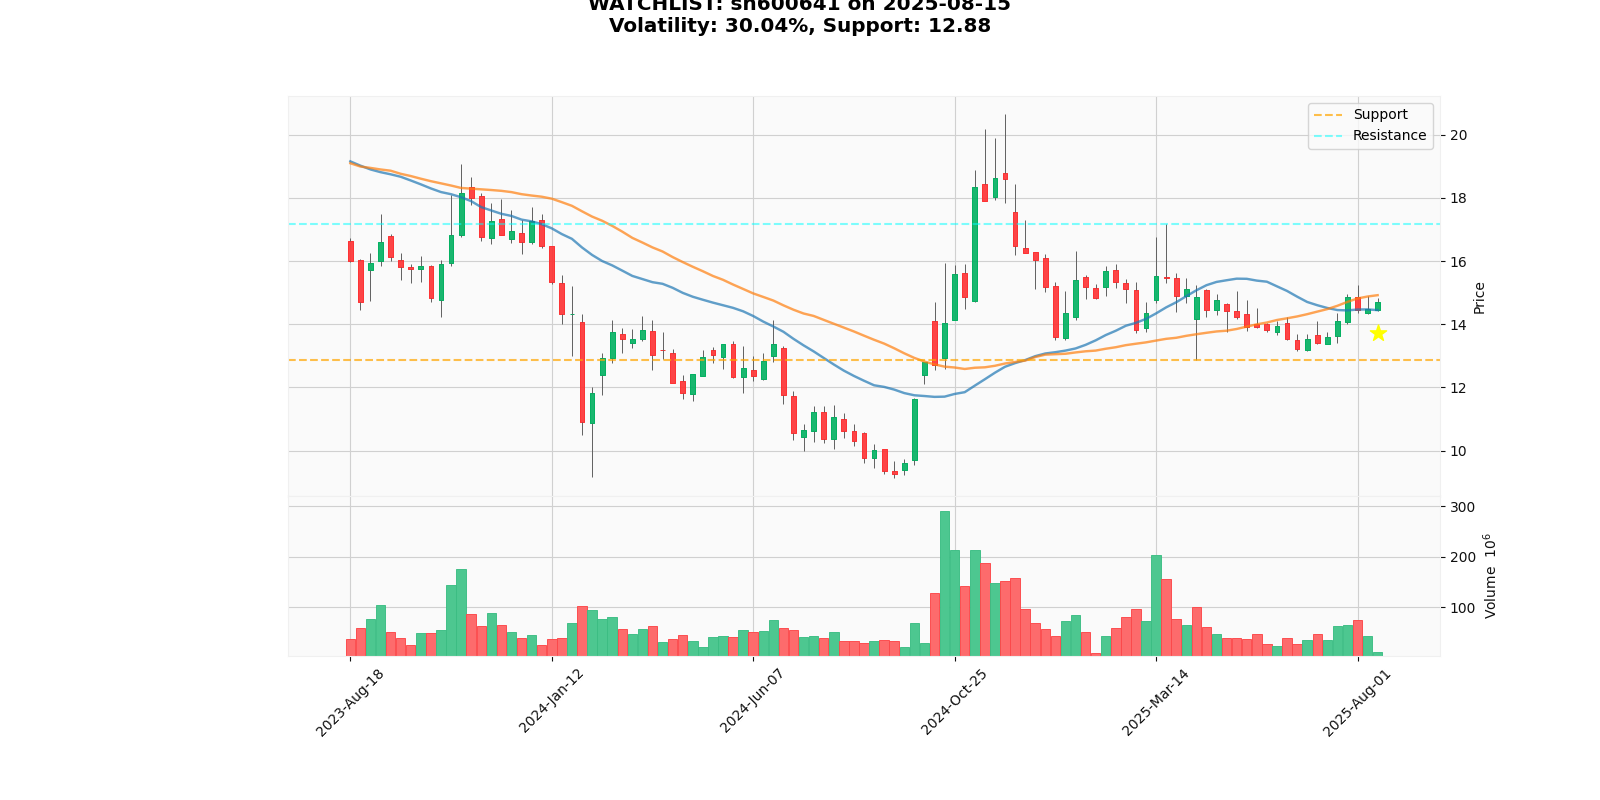 WATCHLIST: sh600641 on 2025-08-15
Volatility: 30.04%, Support: 12.88
Support
Resistance
20
18
16
14
12
10
Price
300
200
100
Volume 10⁶
2023-Aug-18
2024-Jan-12
2024-Jun-07
2024-Oct-25
2025-Mar-14
2025-Aug-01